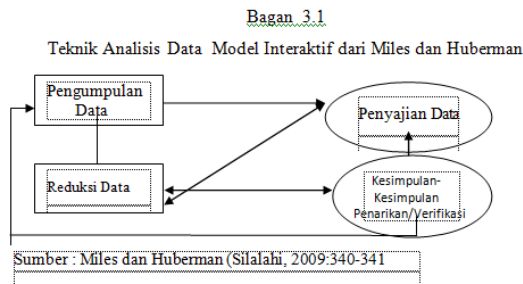 Bagan 3.1
Teknik Analisis Data Model Interaktif dari Miles dan Huberman
Pengumpulan
Data
Penyajian Data
Reduksi Data
Kesimpulan-
Kesimpulan
Penarikan/Verifikasi
Sumber : Miles dan Huberman (Silalahi, 2009:340-341